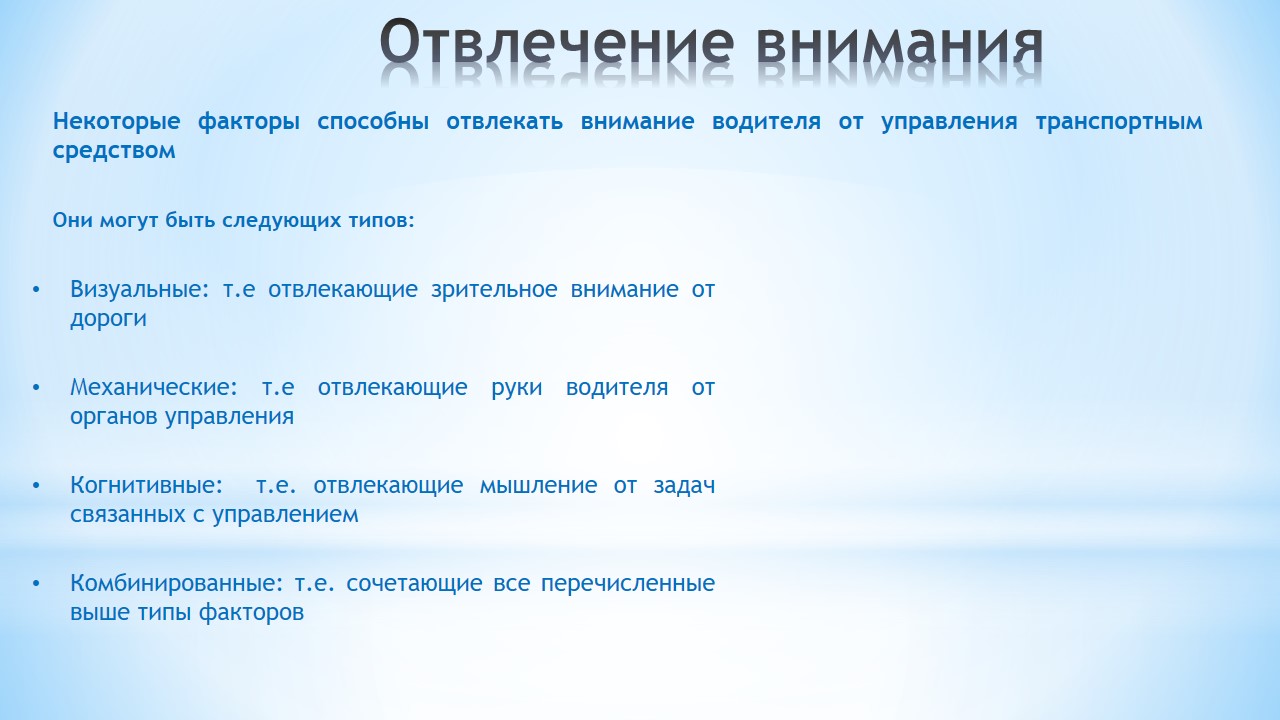 Отвлечение внимания
Некоторые факторы способны отвлекать внимание водителя от управления транспортным
средством
Они могут быть следующих типов:
• Визуальные: т.е отвлекающие зрительное внимание от
дороги
• Механические: т.е отвлекающие руки водителя от
органов управления
• Когнитивные: т.е. отвлекающие мышление от задач
связанных с управлением
• Комбинированные: т.е. сочетающие все перечисленные
выше типы факторов